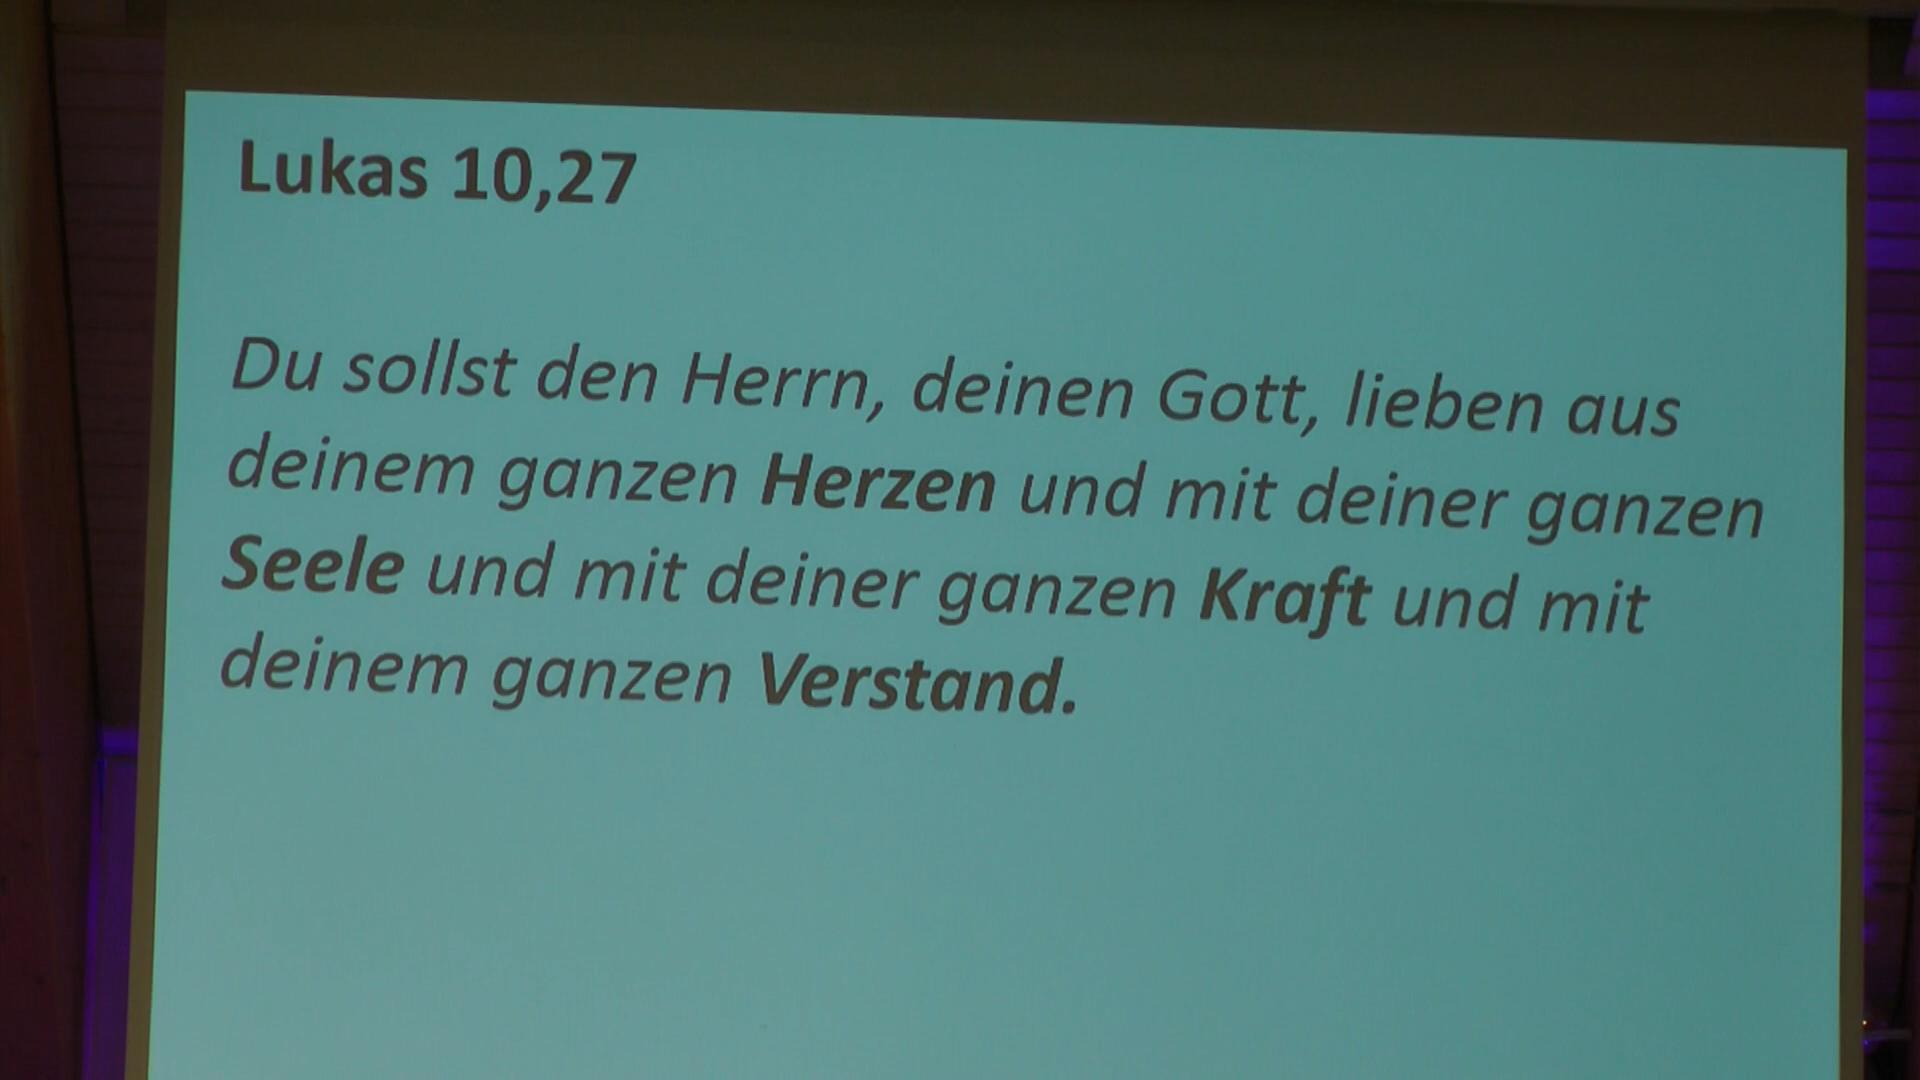 Lukas 10,27
Du sollst den Herrn, deinen Gott, lieben aus
deinem ganzen Herzen und mit deiner ganzen
Seele und mit deiner ganzen Kraft und mit
deinem ganzen Verstand.